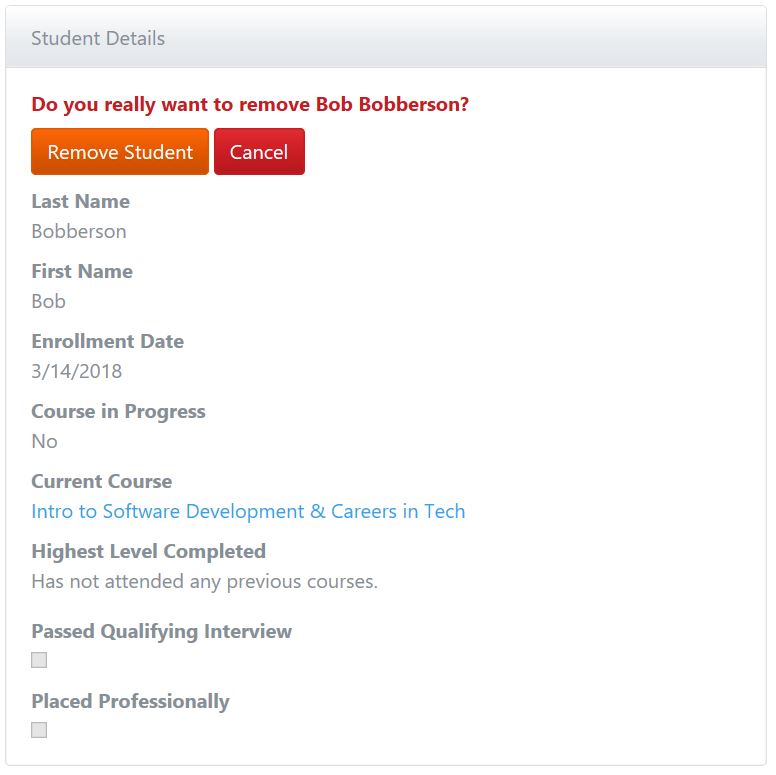 Student Details
Do you really want to remove Bob Bobberson?
Remove Student Cancel
Last Name
Bobberson
First Name
Bob
Enrollment Date
3/14/2018
Course in Progress
No
Current Course
Intro to Software Development & Careers in Tech
Highest Level Completed
Has not attended any previous courses.
Passed Qualifying Interview
Placed Professionally